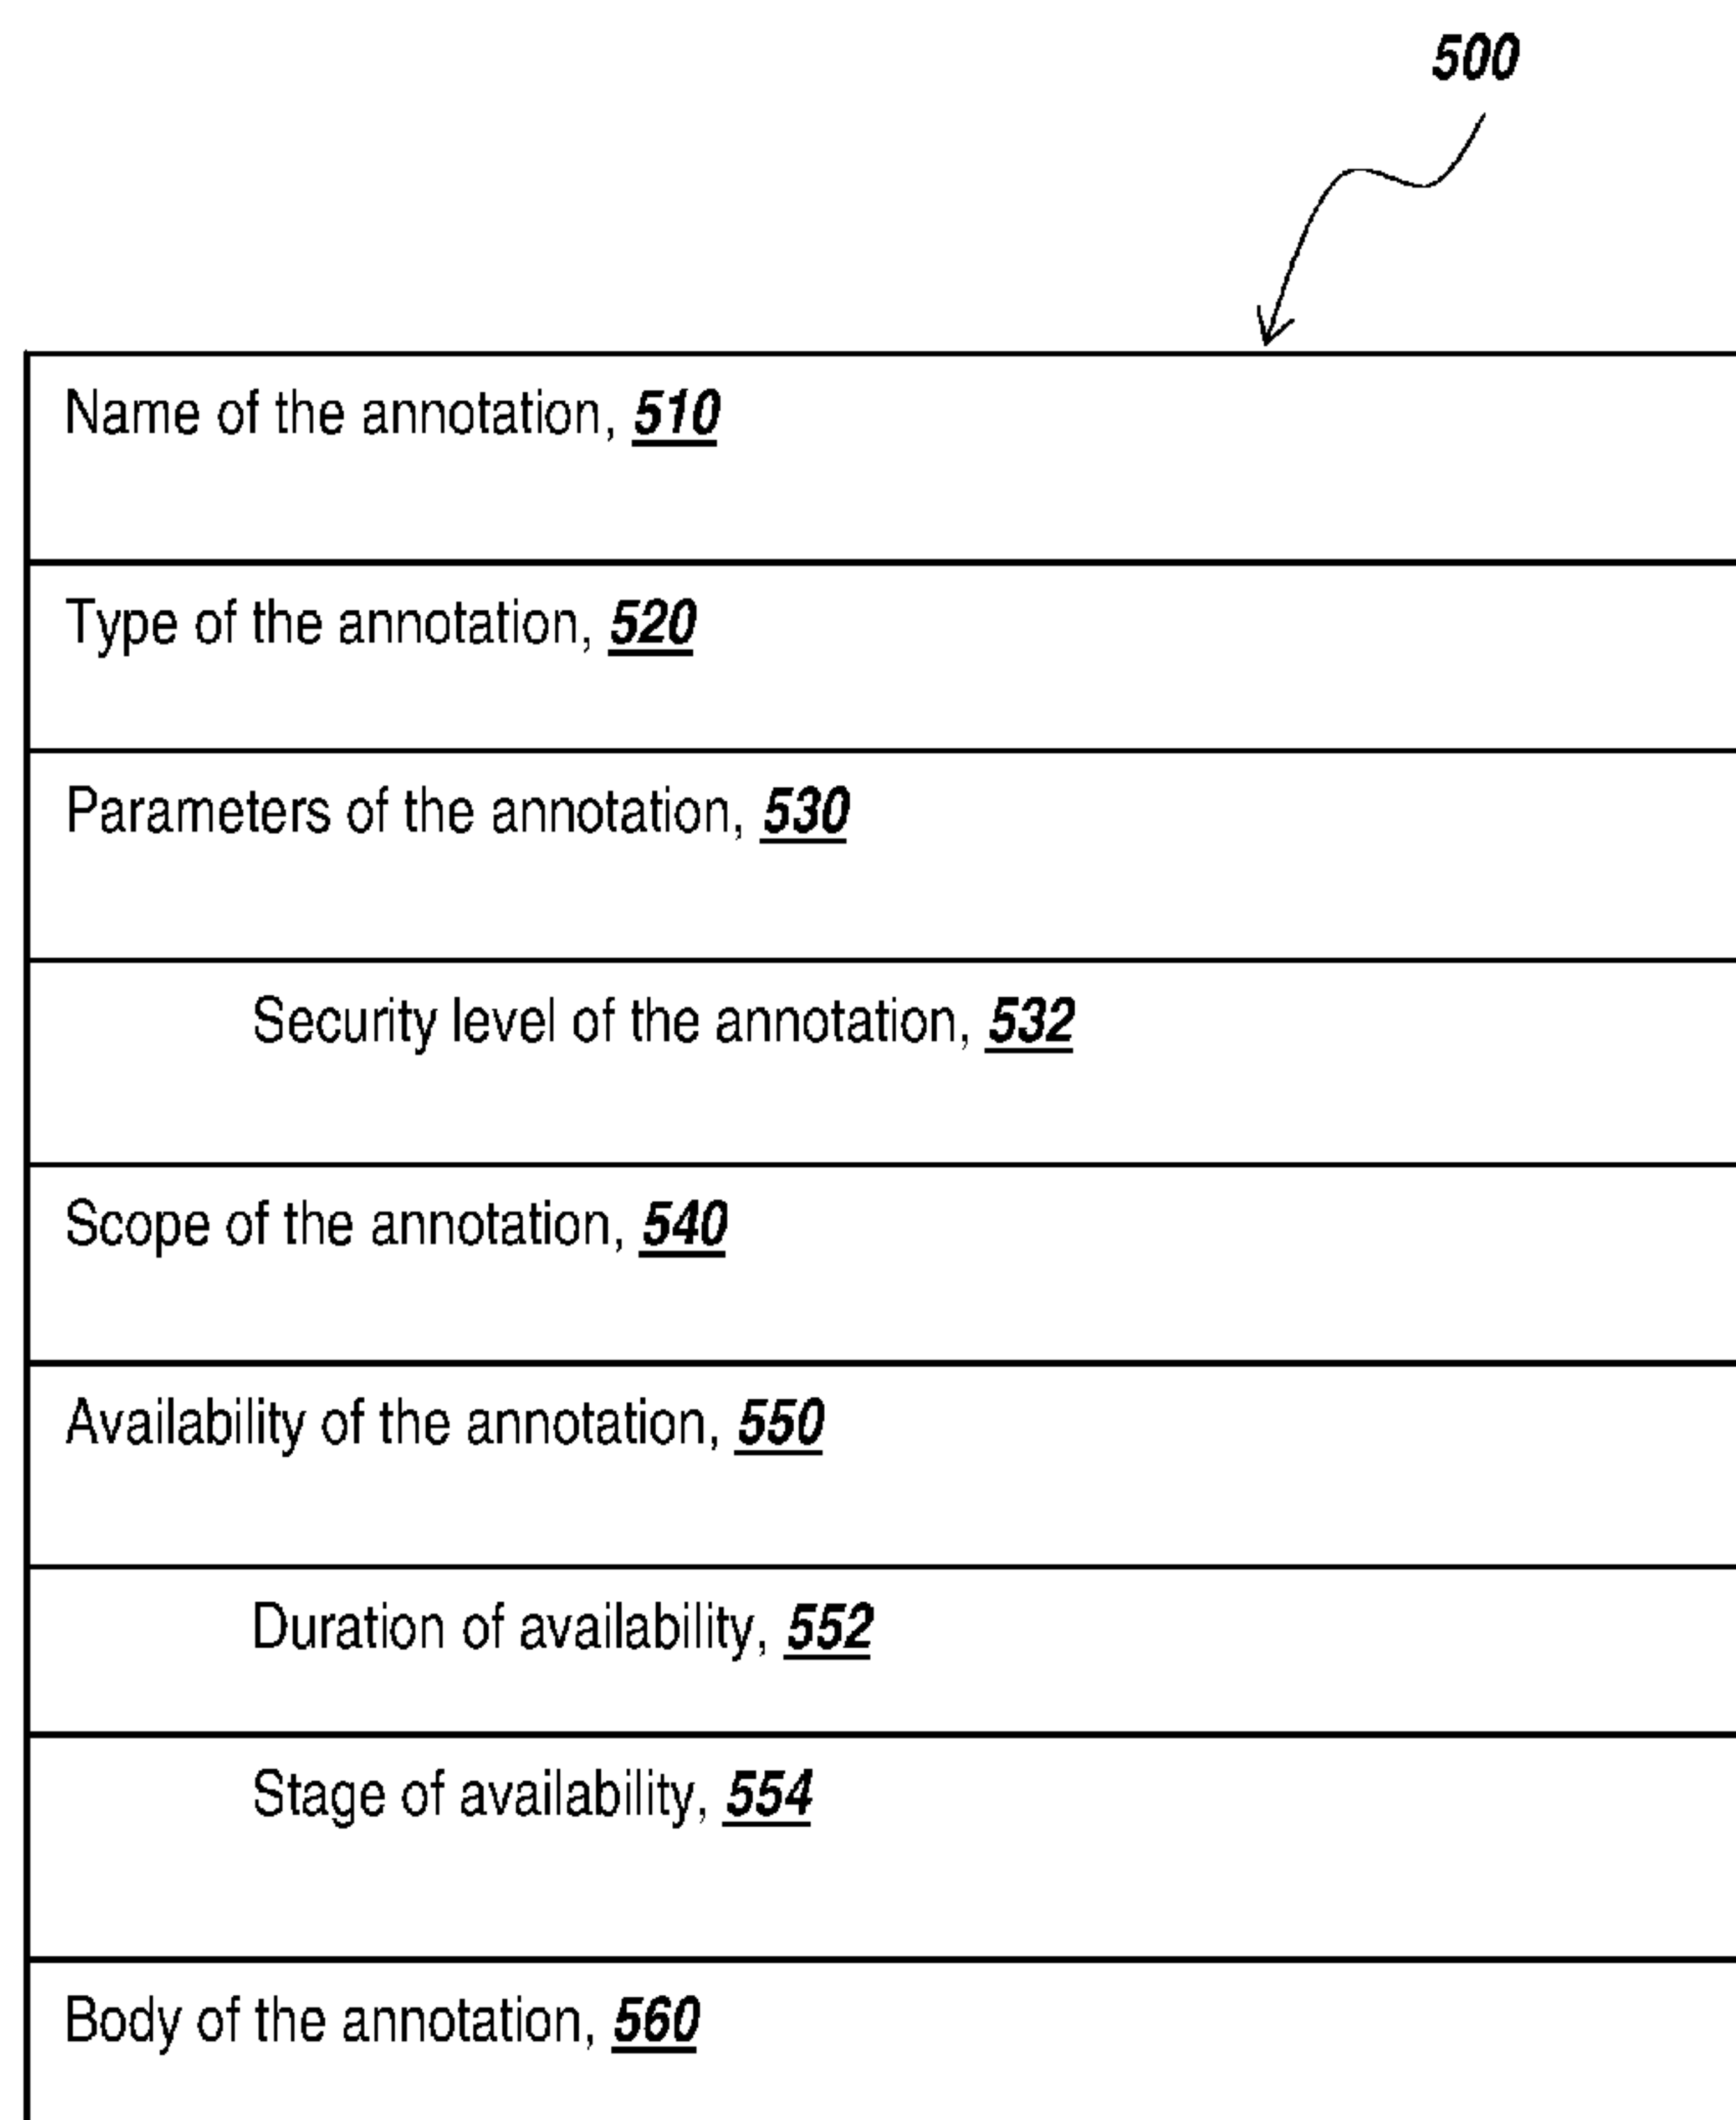 500
Name of the annotation, 510
Type of the annotation, 520
Parameters of the annotation, 530
Security level of the annotation, 532
Scope of the annotation, 540
Availability of the annotation, 550
Duration of availability, 552
Stage of availability, 554
Body of the annotation, 560